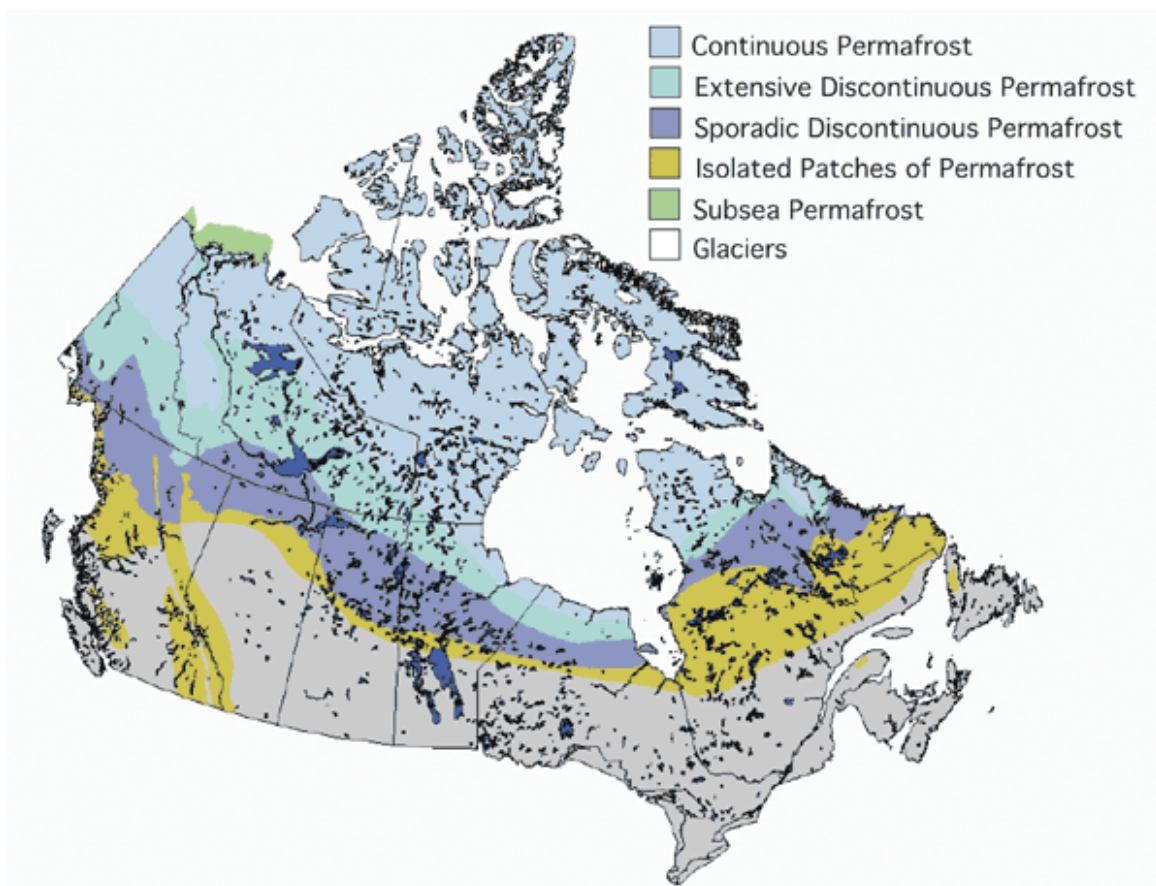 Continuous Permafrost
Extensive Discontinuous Permafrost
Sporadic Discontinuous Permafrost
Isolated Patches of Permafrost
Subsea Permafrost
Glaciers